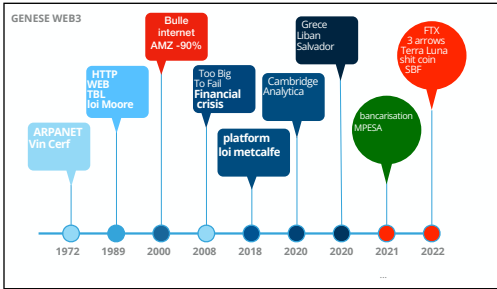 GENESE WEB3
ARPANET
Vin Cerf
HTTP
WEB
TBL
loi Moore
Bulle
internet
AMZ -90%
Too Big
To Fail
Financial
crisis
platform
loi metcalfe
Cambridge
Analytica
Grece
Liban
Salvador
bancarisation
MPESA
FTX
3 arrows
Terra Luna
shit coin
SBF
1972
1989
2000
2008
2018
2020
2020
2021
2022
...